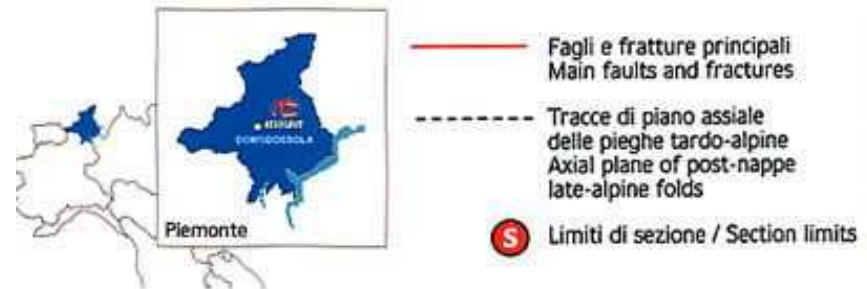 DOMODOSSOLA
Piemonte
Fagli e fratture principali
Main faults and fractures
Tracce di piano assiale
delle pieghe tardo-alpine
Axial plane of post-nappe
late-alpine folds
S
Limiti di sezione / Section limits